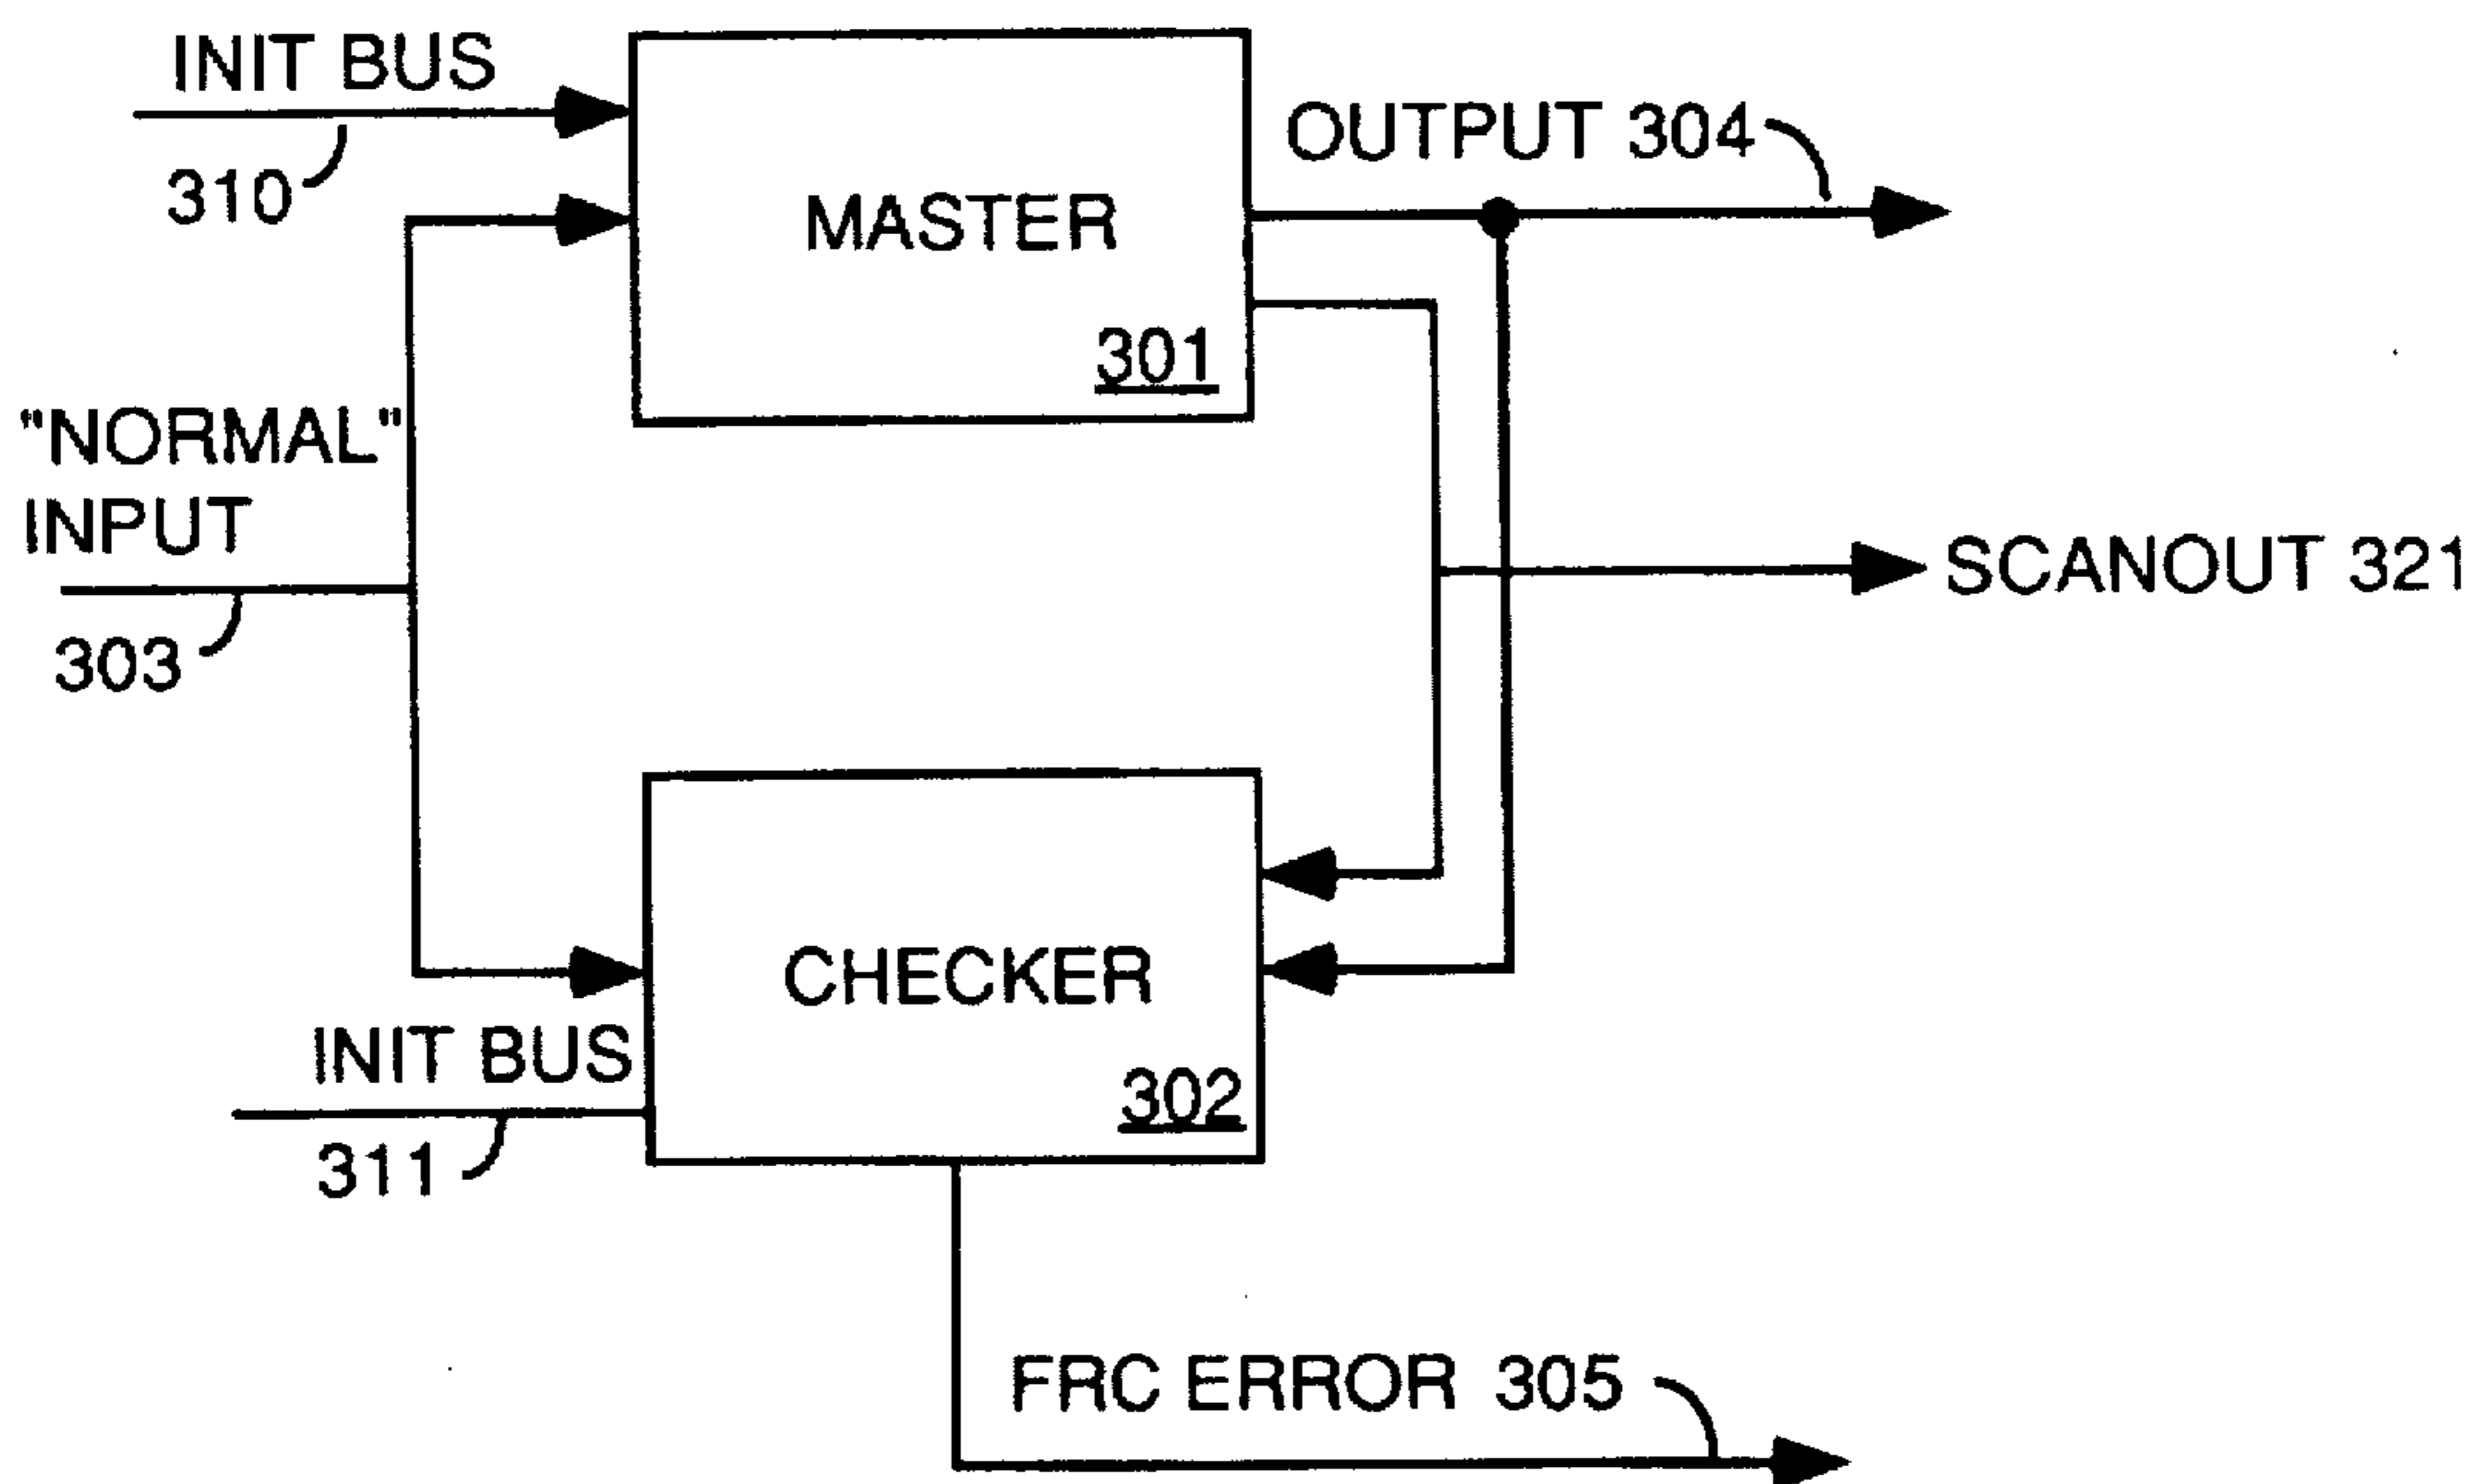 INIT BUS
310
OUTPUT 304
MASTER
301
"NORMAL"
INPUT
303
SCANOUT 321
CHECKER
302
INIT BUS
311
FRC ERROR 305